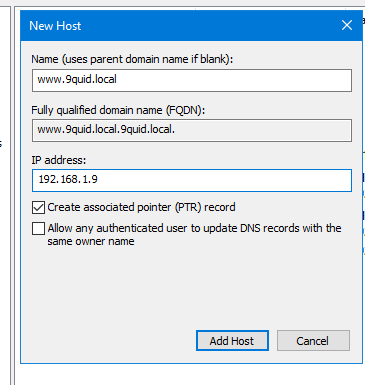 New Host
Name (uses parent domain name if blank):
www.9quid.local
Fully qualified domain name (FQDN):
www.9quid.local.9quid.local.
IP address:
192.168.1.9
Create associated pointer (PTR) record
Allow any authenticated user to update DNS records with the
same owner name
Add Host
Cancel